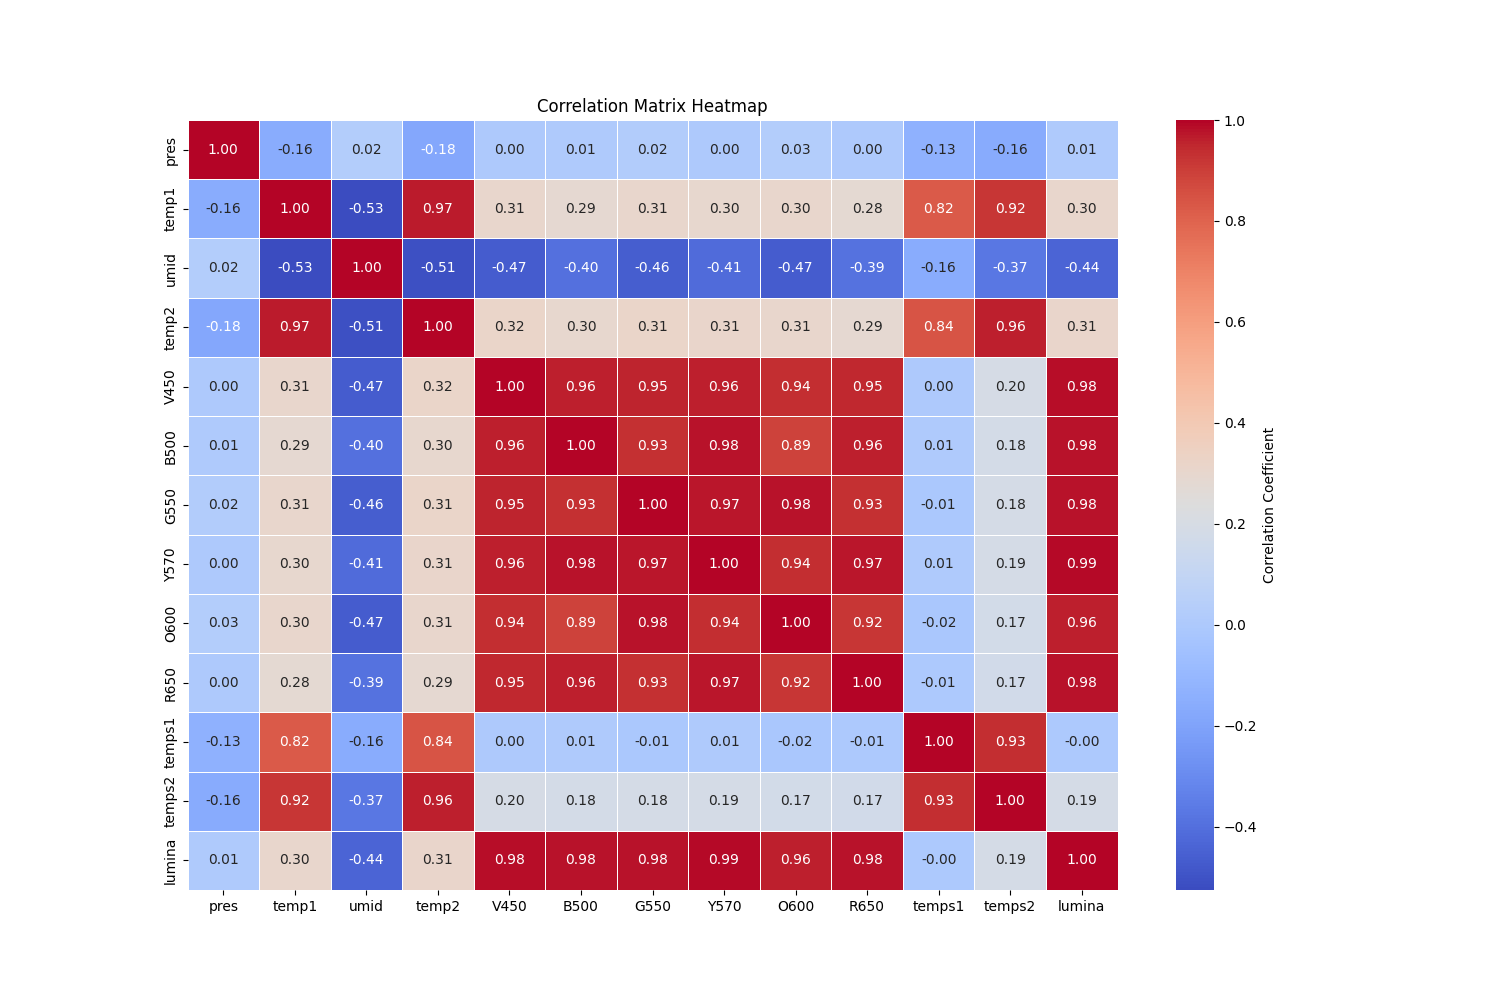 Correlation Matrix Heatmap
pres 1.00 -0.16 0.02 -0.18 0.00 0.01 0.02 0.00 0.03 0.00 -0.13 -0.16 0.01
temp1 -0.16 1.00 -0.53 0.97 0.31 0.29 0.31 0.30 0.30 0.28 0.82 0.92 0.30
umid 0.02 -0.53 1.00 -0.51 -0.47 -0.40 -0.46 -0.41 -0.47 -0.39 -0.16 -0.37 -0.44
temp2 -0.18 0.97 -0.51 1.00 0.32 0.30 0.31 0.31 0.31 0.29 0.84 0.96 0.31
V450 0.00 0.31 -0.47 0.32 1.00 0.96 0.95 0.96 0.94 0.95 0.00 0.20 0.98
B500 0.01 0.29 -0.40 0.30 0.96 1.00 0.93 0.98 0.89 0.96 0.01 0.18 0.98
G550 0.02 0.31 -0.46 0.31 0.95 0.93 1.00 0.97 0.98 0.93 -0.01 0.18 0.98
Y570 0.00 0.30 -0.41 0.31 0.96 0.98 0.97 1.00 0.94 0.97 0.01 0.19 0.99
O600 0.03 0.30 -0.47 0.31 0.94 0.89 0.98 0.94 1.00 0.92 -0.02 0.17 0.96
R650 0.00 0.28 -0.39 0.29 0.95 0.96 0.93 0.97 0.92 1.00 -0.01 0.17 0.98
temps1 -0.13 0.82 -0.16 0.84 0.00 0.01 -0.01 0.01 -0.02 -0.01 1.00 0.93 -0.00
temps2 -0.16 0.92 -0.37 0.96 0.20 0.18 0.18 0.19 0.17 0.17 0.93 1.00 0.19
lumina 0.01 0.30 -0.44 0.31 0.98 0.98 0.98 0.99 0.96 0.98 -0.00 0.19 1.00
pres temp1 umid temp2 V450 B500 G550 Y570 O600 R650 temps1 temps2 lumina
1.0
0.8
0.6
0.4
0.2
0.0
−0.2
−0.4
Correlation Coefficient